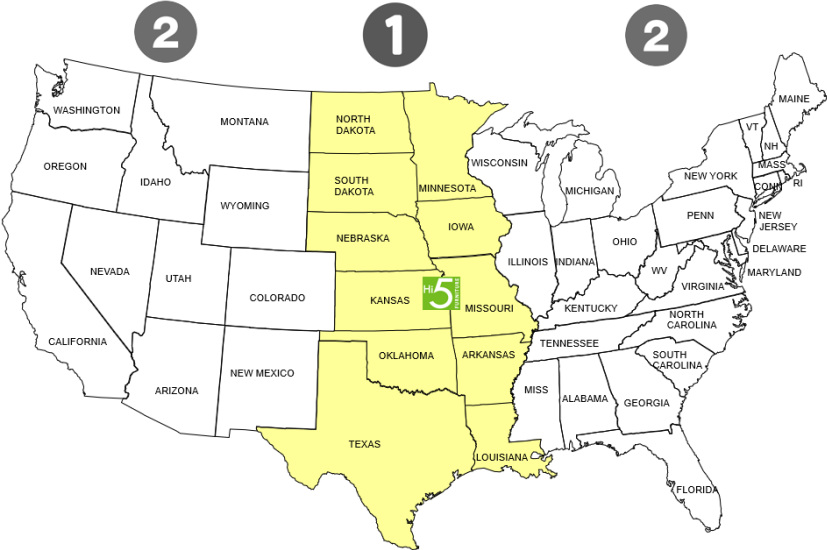 2
1
2
WASHINGTON
MONTANA
NORTH
DAKOTA
MAINE
VT
NH
OREGON
IDAHO
SOUTH
DAKOTA
MINNESOTA
WISCONSIN
MICHIGAN
NEW YORK
MASS
CONN
RI
WYOMING
NEBRASKA
IOWA
PENN
NEW
JERSEY
NEVADA
UTAH
COLORADO
KANSAS
Hi5
FURNITURE
MISSOURI
ILLINOIS
INDIANA
OHIO
WV
VIRGINIA
DELAWARE
MARYLAND
CALIFORNIA
KENTUCKY
NORTH
CAROLINA
TENNESSEE
ARIZONA
NEW MEXICO
OKLAHOMA
ARKANSAS
SOUTH
CAROLINA
MISS
ALABAMA
GEORGIA
TEXAS
LOUISIANA
FLORIDA